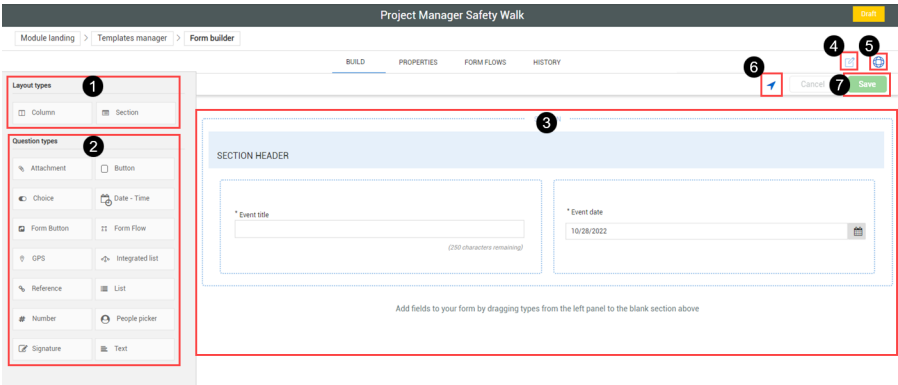 Project Manager Safety Walk
Draft
Module landing > Templates manager > Form builder
BUILD PROPERTIES FORM FLOWS HISTORY
4 5
6
Cancel 7 Save
Layout types 1
Column Section
Question types 2
Attachment Button
Choice Date - Time
Form Button Form Flow
GPS Integrated list
Reference List
# Number People picker
Signature Text
3
SECTION HEADER
* Event title
(250 characters remaining)
* Event date
10/28/2022
Add fields to your form by dragging types from the left panel to the blank section above